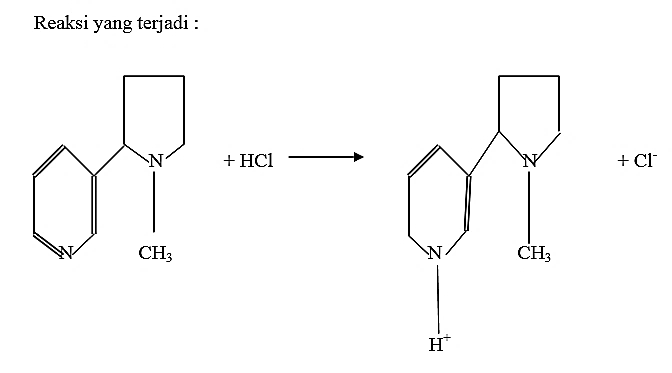 Reaksi yang terjadi :
N + HCl N + Cl⁻
N CH₃ N CH₃
H⁺